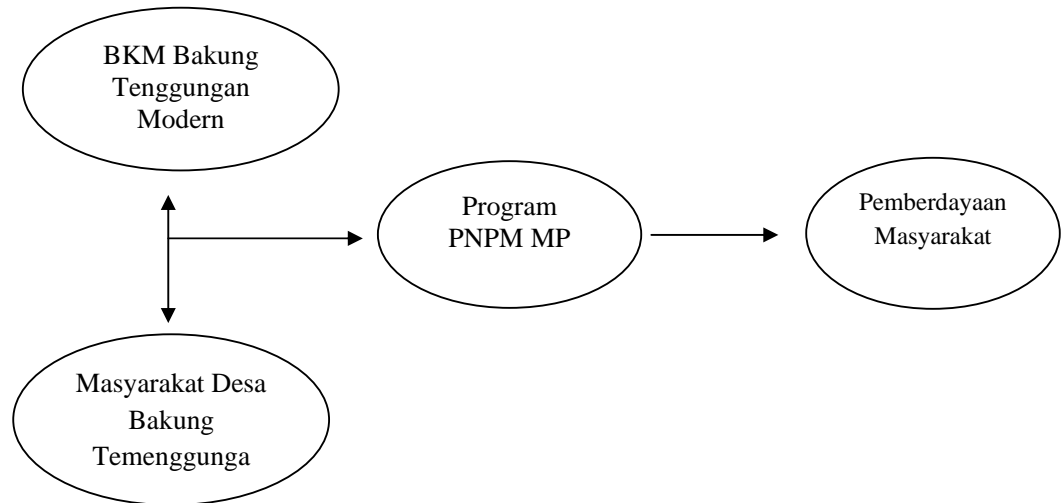 BKM Bakung
Tenggungan
Modern
Program
PNPM MP
Pemberdayaan
Masyarakat
Masyarakat Desa
Bakung
Temenggunga